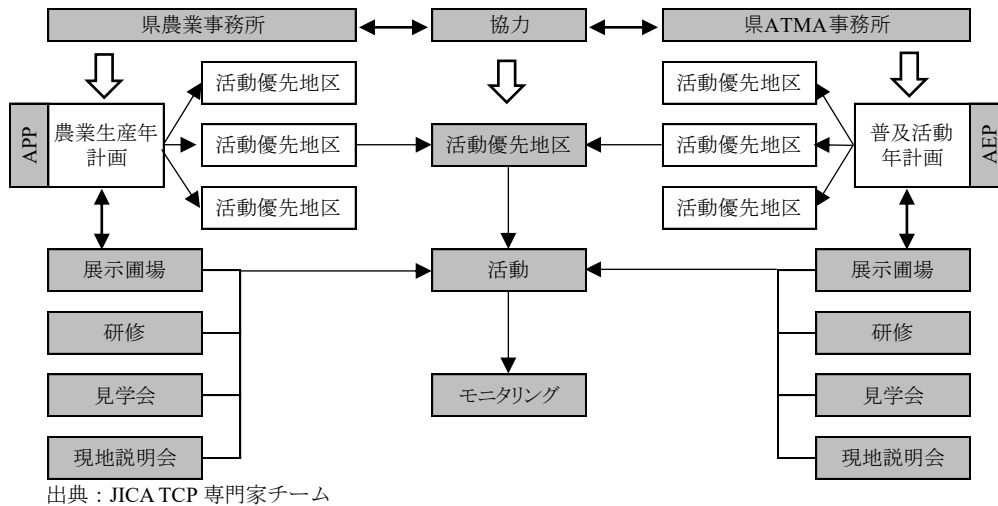 県農業事務所
協力
県ATMA事務所
活動優先地区
活動優先地区
APP
農業生産年
計画
活動優先地区
活動優先地区
活動優先地区
普及活動
年計画
AEP
活動優先地区
活動優先地区
展示圃場
活動
展示圃場
研修
研修
見学会
モニタリング
見学会
現地説明会
現地説明会
出典：JICA TCP 専門家チーム